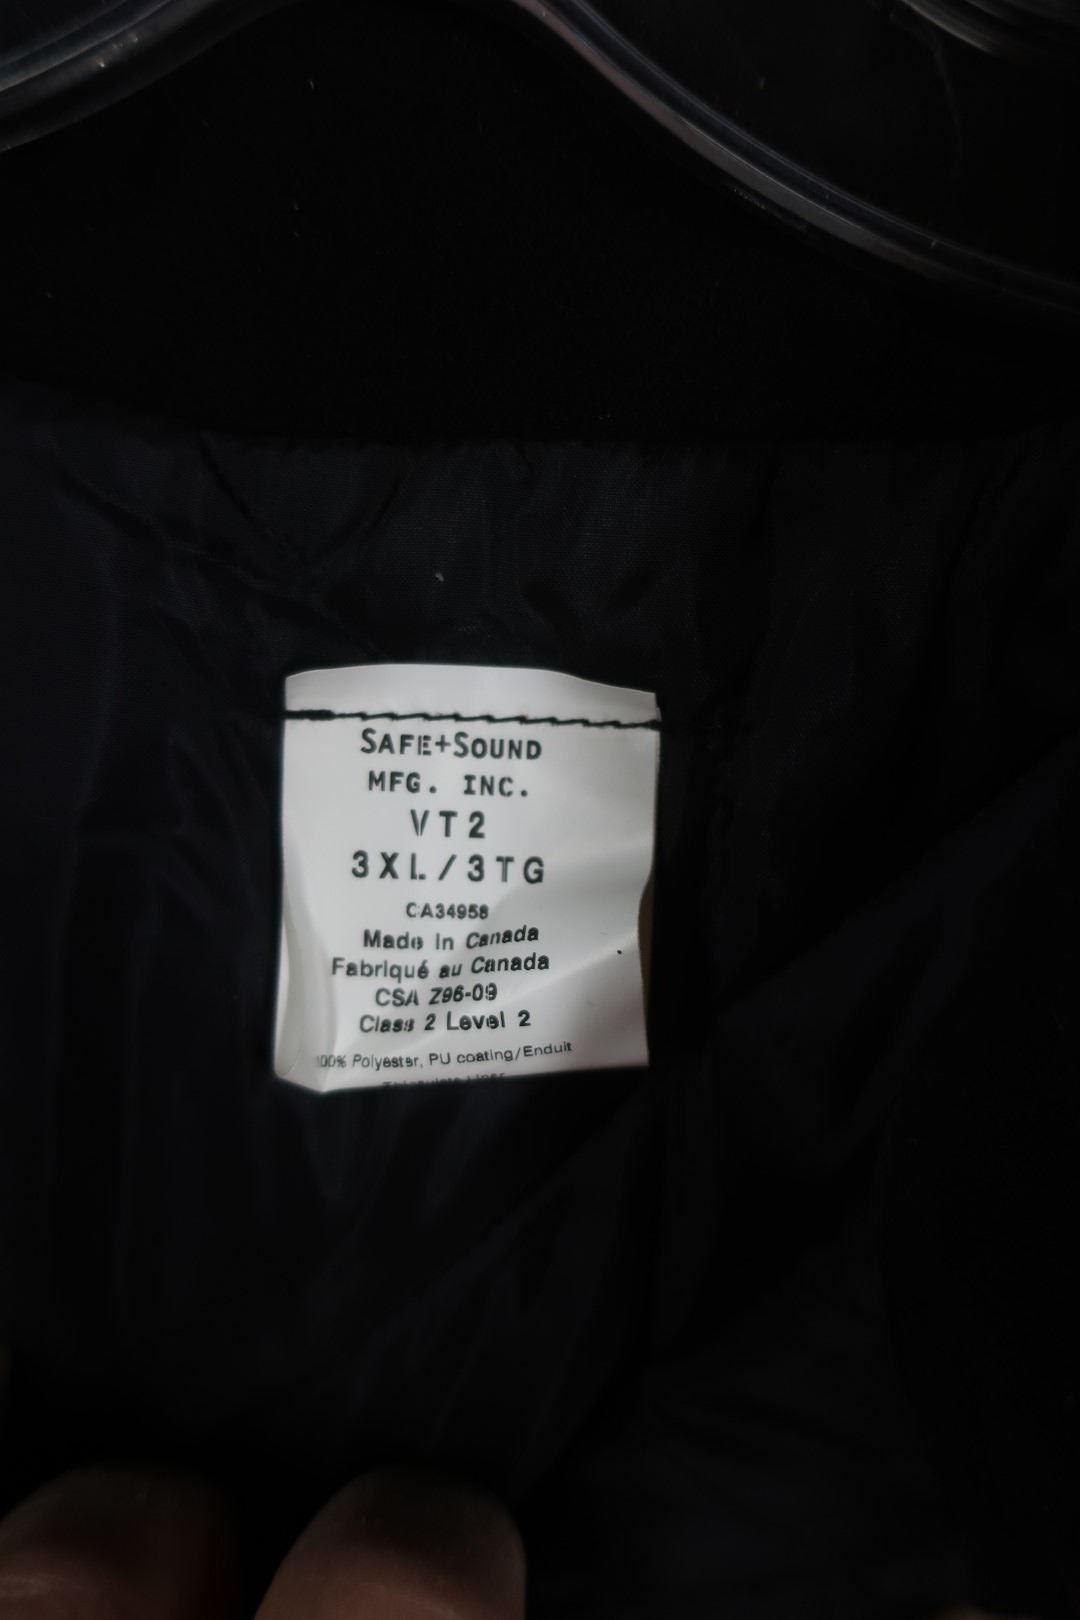 SAFE+SOUND
MFG. INC.
VT2
3XL/3TG
CA34958
Made In Canada
Fabriqué au Canada
CSA Z96-09
Class 2 Level 2
100% Polyester, PU coating/Enduit